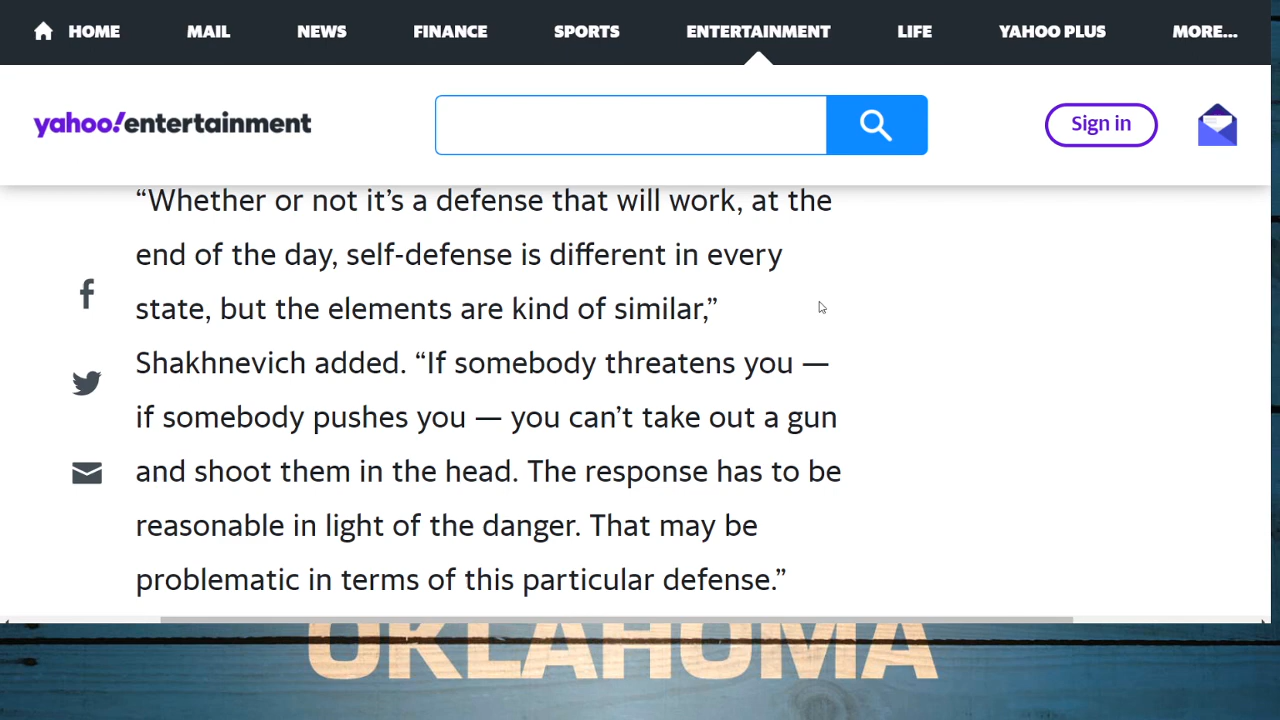 HOME MAIL NEWS FINANCE SPORTS ENTERTAINMENT LIFE YAHOO PLUS MORE...
yahoo!entertainment Sign in
“Whether or not it’s a defense that will work, at the
end of the day, self-defense is different in every
state, but the elements are kind of similar,”
Shakhnevich added. “If somebody threatens you —
if somebody pushes you — you can’t take out a gun
and shoot them in the head. The response has to be
reasonable in light of the danger. That may be
problematic in terms of this particular defense.”
OKLAHOMA